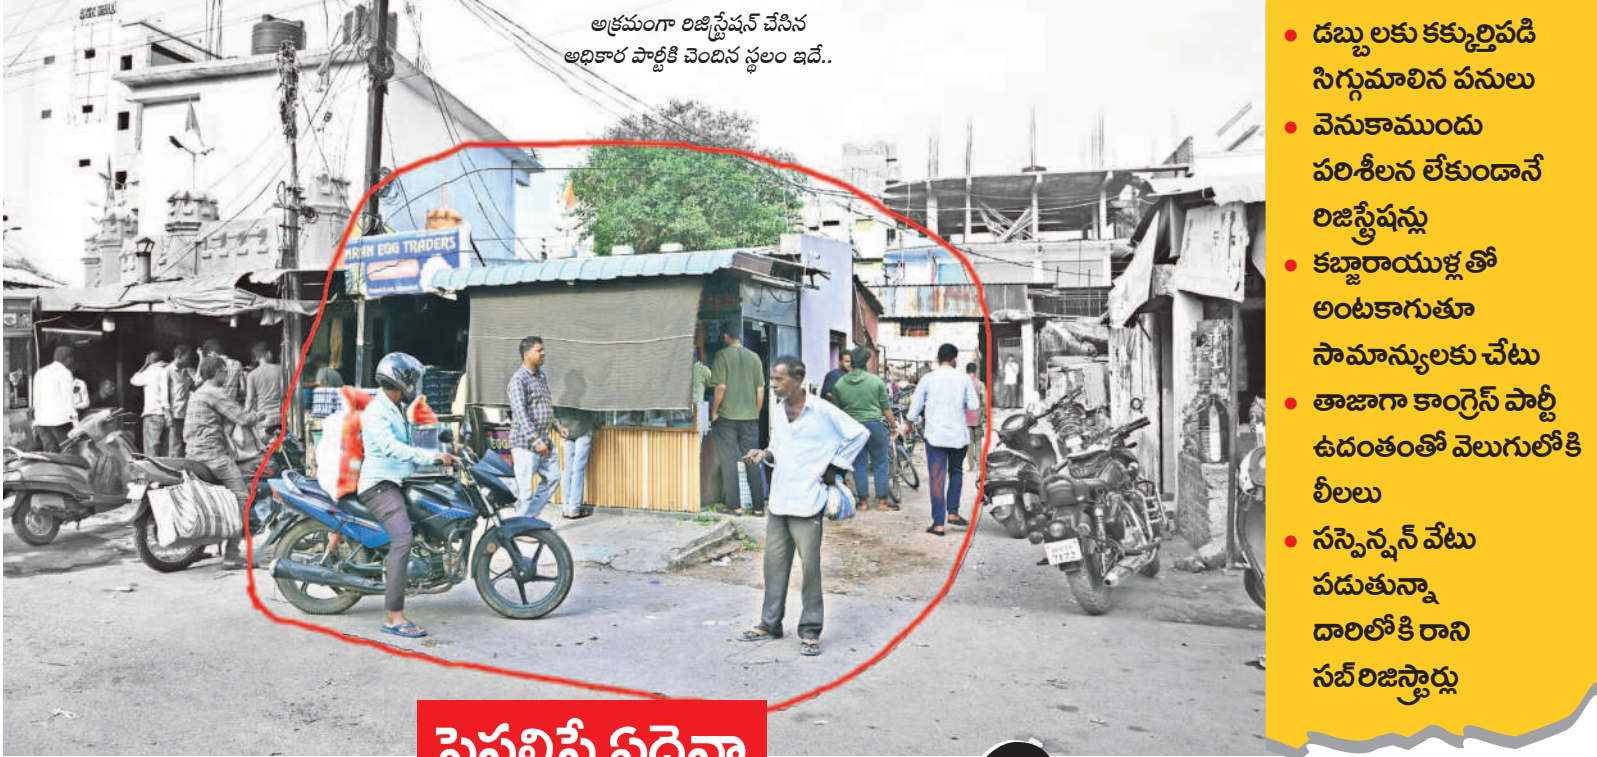 అక్రమంగా రిజిస్ట్రేషన్ చేసిన
అధికార పార్టీకి చెందిన స్థలం ఇదే..
డబ్బులకు కక్కుర్తిపడి
సిగ్గుమాలిన పనులు
వెనుకాముందు
పరిశీలన లేకుండానే
రిజిస్ట్రేషన్లు
కబ్జారాయుళ్లతో
అంటకాగుతూ
సామాన్యులకు చేటు
తాజాగా కాంగ్రెస్ పార్టీ
ఉదంతంతో వెలుగులోకి
లీలలు
సస్పెన్షన్ వేటు
పడుతున్నా
దారిలోకి రాని
సబ్‌రిజిస్ట్రార్లు
EGG TRADERS